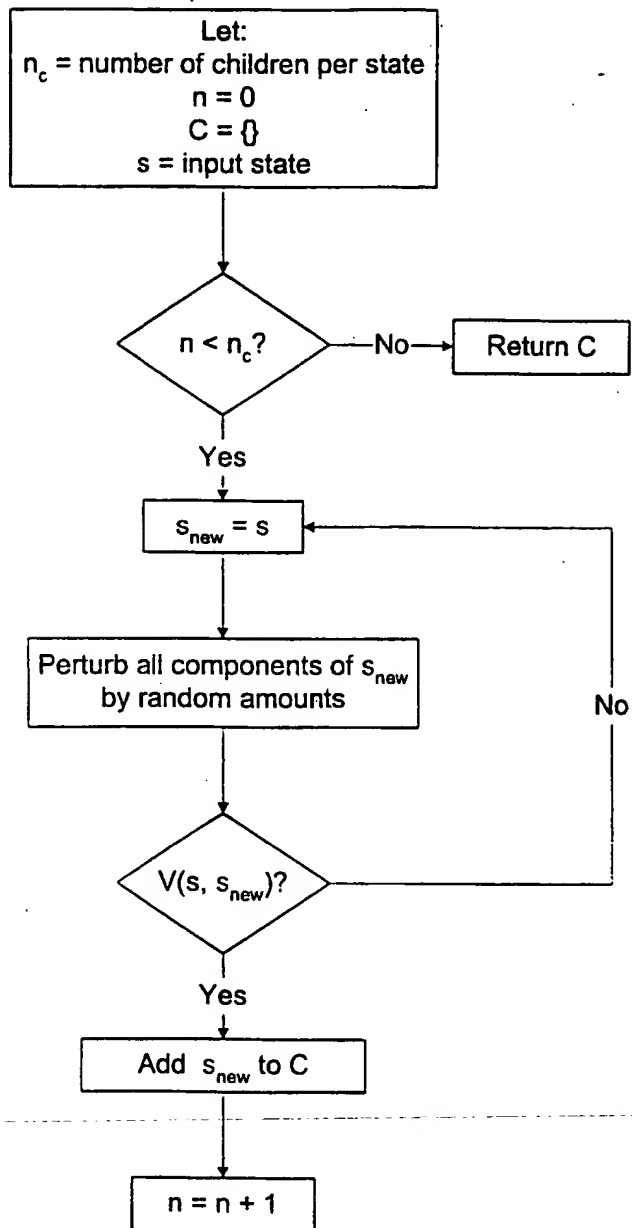 Let:
n_c = number of children per state
n = 0
C = {}
s = input state
n < n_c?
No
Return C
Yes
s_new = s
Perturb all components of s_new
by random amounts
No
V(s, s_new)?
Yes
Add s_new to C
n = n + 1